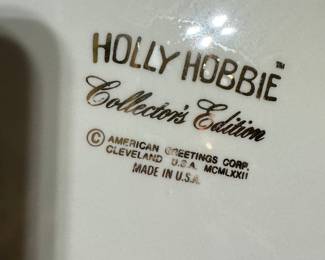 HOLLY HOBBIE™
Collector's Edition
© AMERICAN GREETINGS CORP.
CLEVELAND U.S.A. MCMLXXII
MADE IN U.S.A.